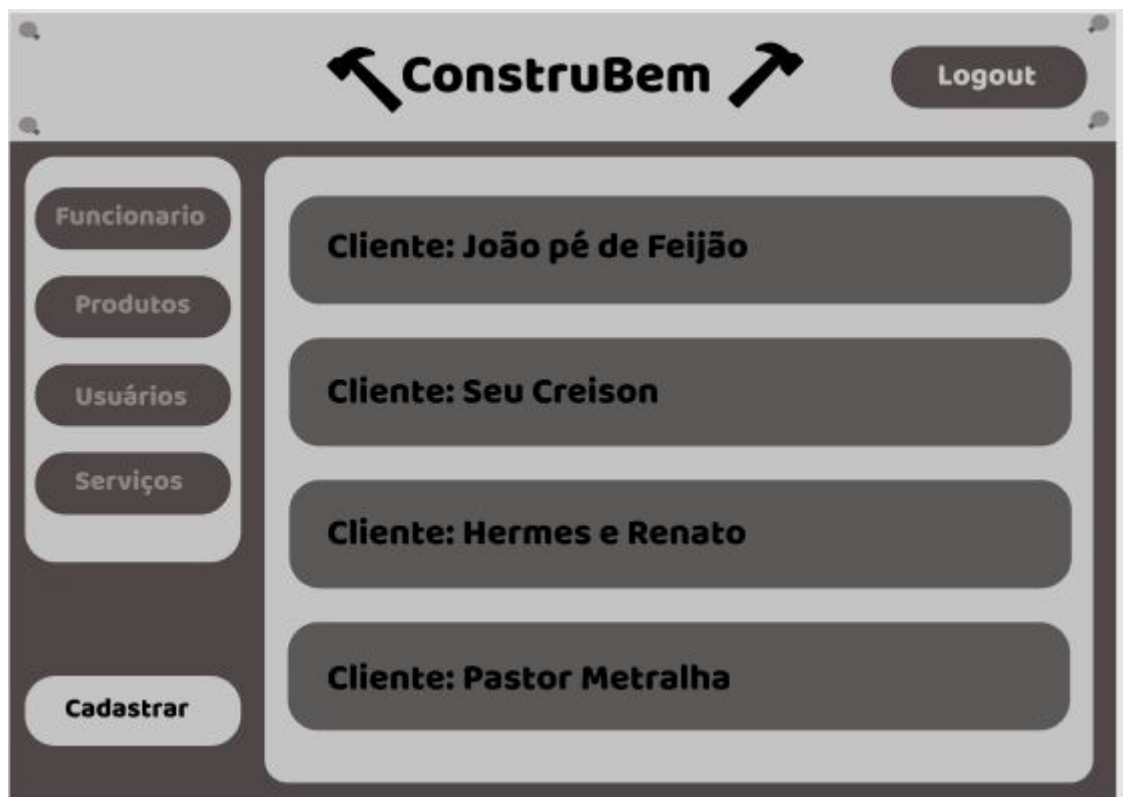 ConstruBem
Logout
Funcionario
Produtos
Usuários
Serviços
Cadastrar
Cliente: João pé de Feijão
Cliente: Seu Creison
Cliente: Hermes e Renato
Cliente: Pastor Metralha